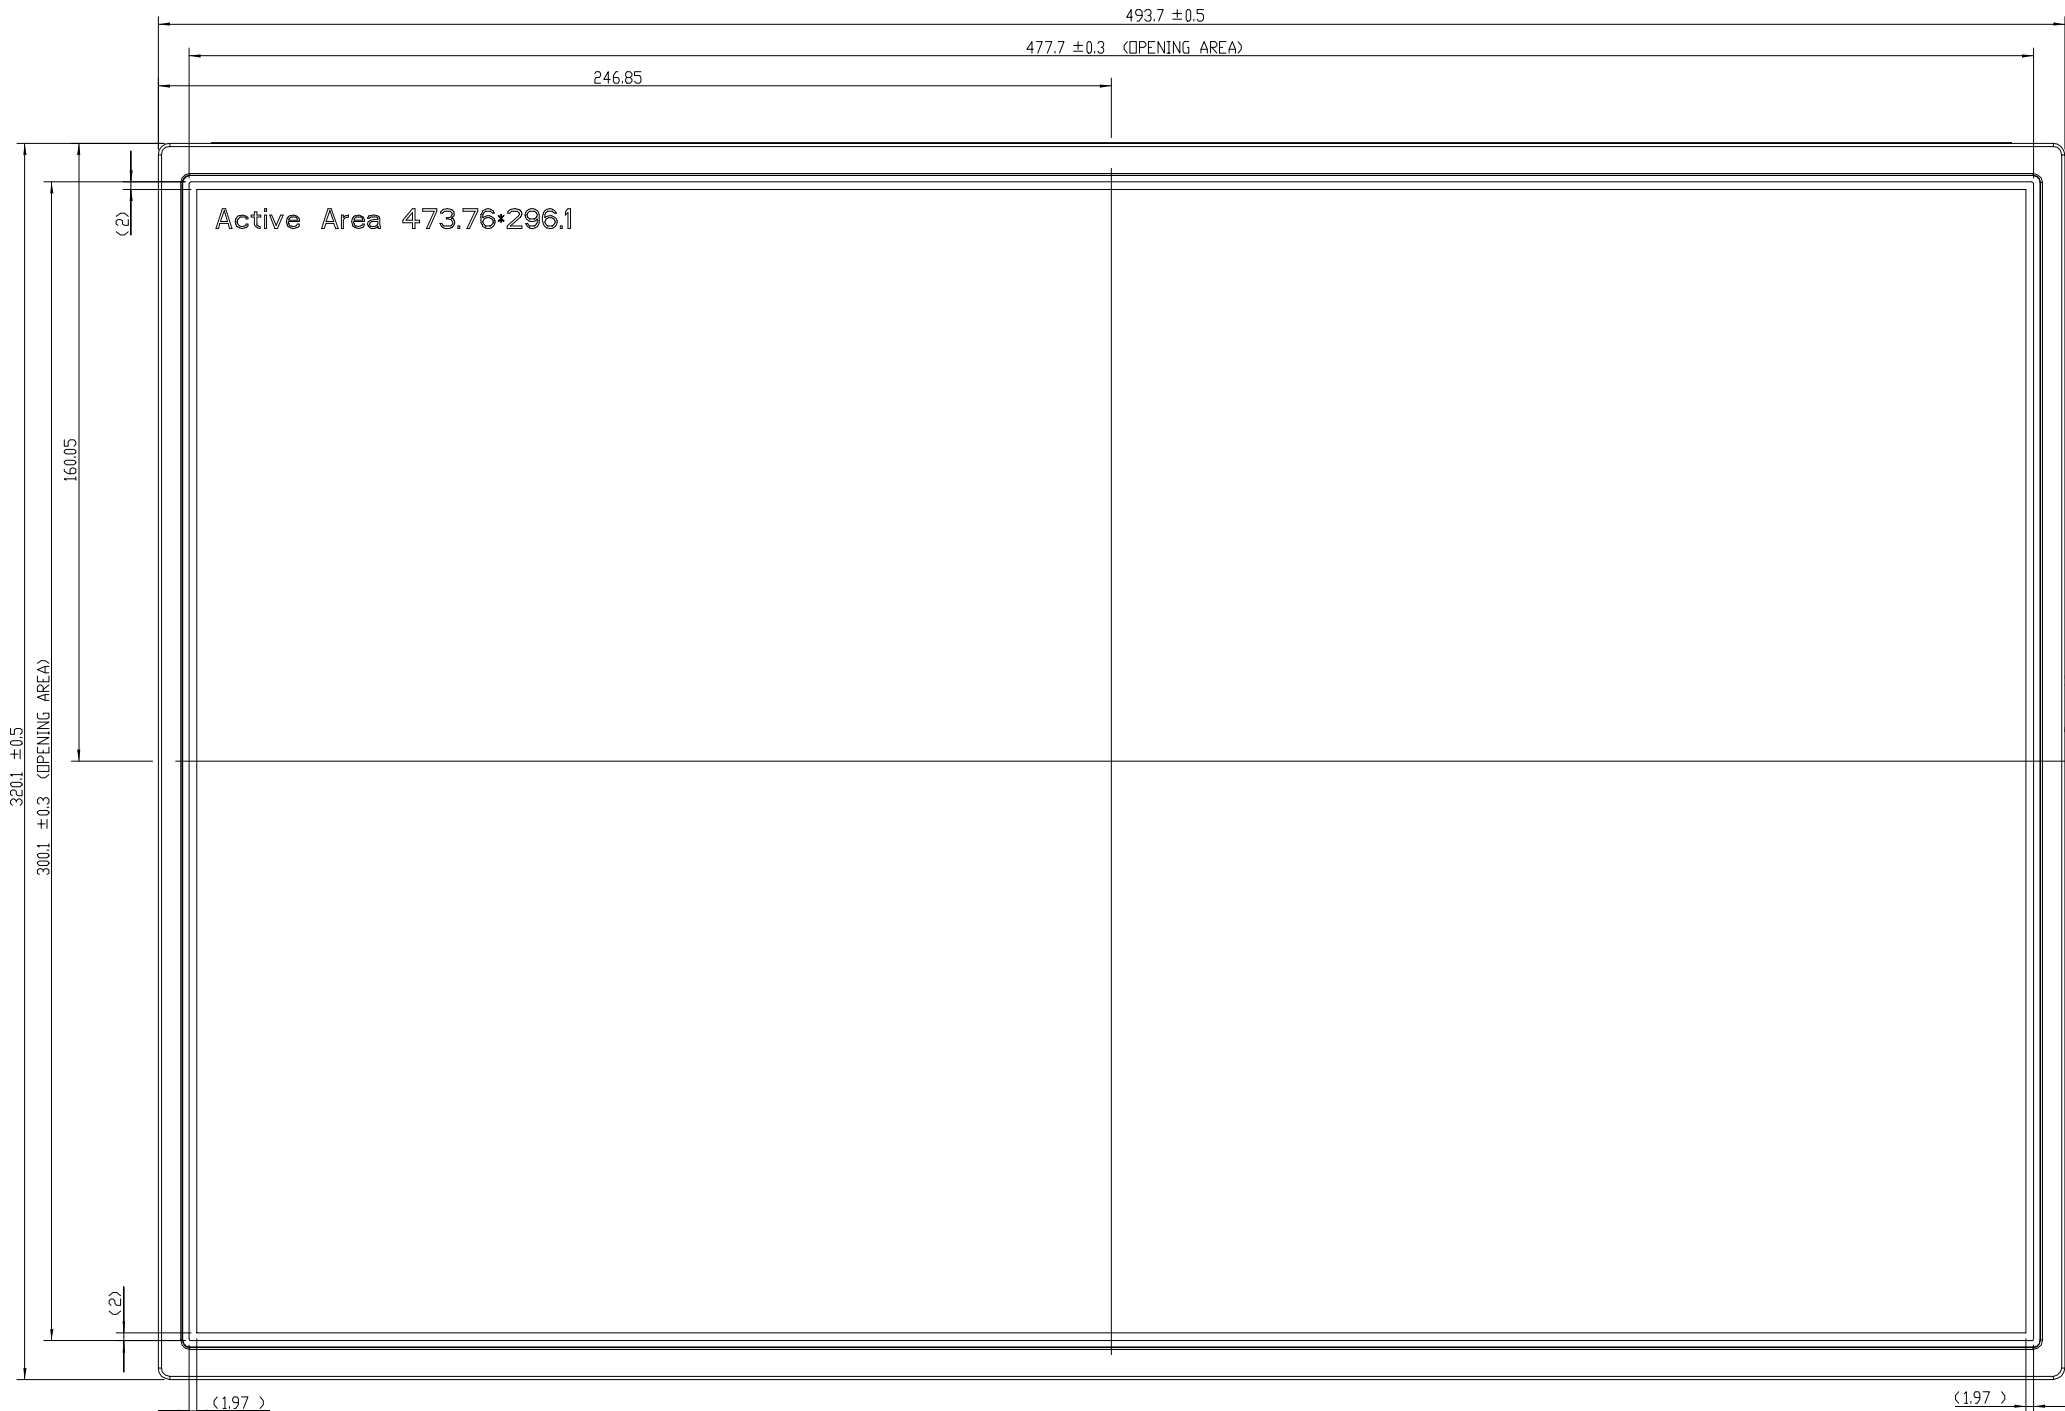 493.7 ±0.5
477.7 ±0.3 (OPENING AREA)
246.85
(2)
Active Area 473.76*296.1
160.05
320.1 ±0.5
300.1 ±0.3 (OPENING AREA)
(2)
(1.97 )
(1.97 )